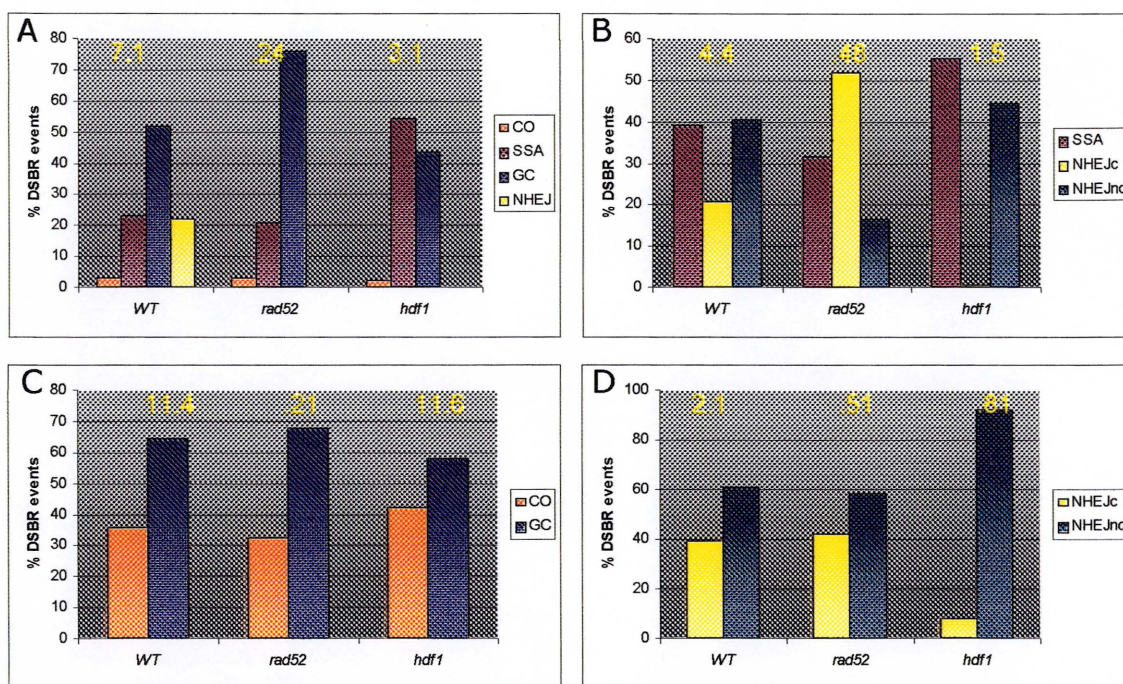 A
7.1
.24
3.1
80
70
60
50
40
30
20
10
0
% DSBR events
WT
rad52
hdf1
CO
SSA
GC
NHEJ
B
4.4
.48
1.5
60
50
40
30
20
10
0
% DSBR events
WT
rad52
hdf1
SSA
NHEJc
NHEJnc
C
11.4
.21
11.6
80
70
60
50
40
30
20
10
0
% DSBR events
WT
rad52
hdf1
CO
GC
D
2.1
.51
.81
100
80
60
40
20
0
% DSBR events
WT
rad52
hdf1
NHEJc
NHEJnc